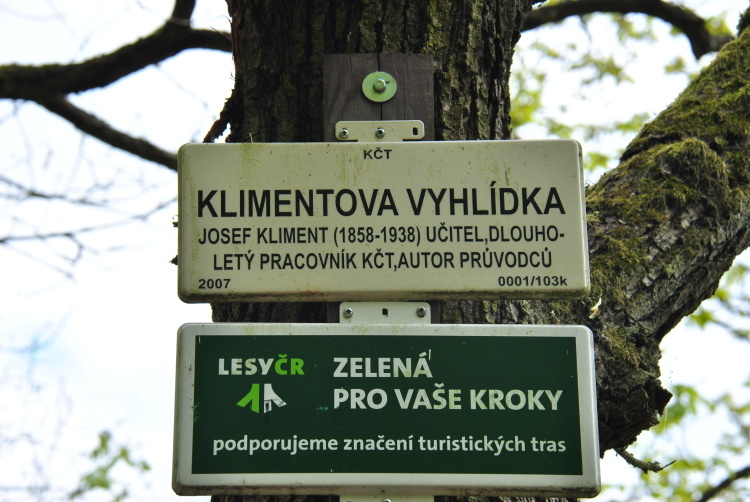 KČT
KLIMENTOVA VYHLÍDKA
JOSEF KLIMENT (1858-1938) UČITEL,DLOUHO-
LETÝ PRACOVNÍK KČT,AUTOR PRŮVODCŮ
2007 0001/103k
LESYČR
ZELENÁ
PRO VAŠE KROKY
podporujeme značení turistických tras